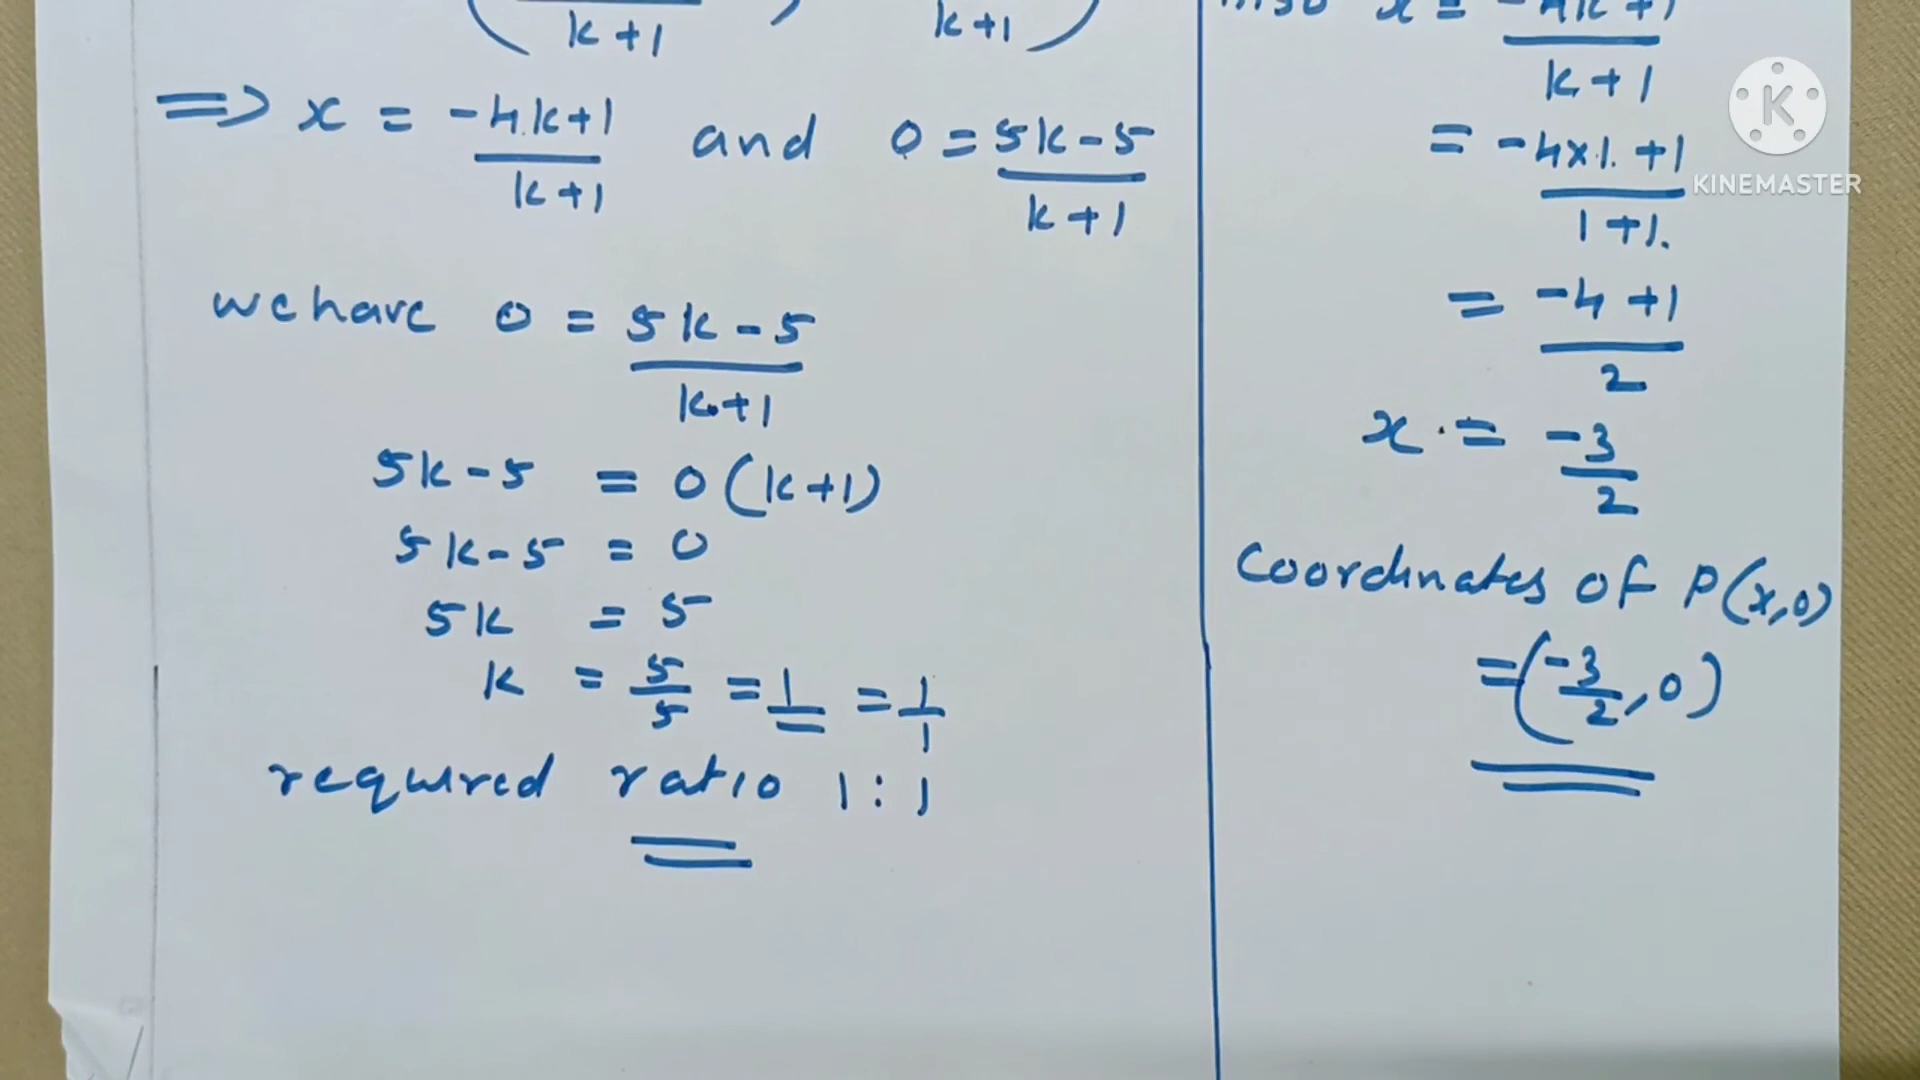 k+1 , k+1 )
=> x = -4k+1 / k+1 and 0 = 5k-5 / k+1
we have 0 = 5k-5 / k+1
5k-5 = 0(k+1)
5k-5 = 0
5k = 5
k = 5/5 = 1 = 1/1
required ratio 1:1
x = -4k+1 / k+1
= -4×1+1 / 1+1.
= -4+1 / 2
x = -3/2
Coordinates of P(x,0)
= (-3/2, 0)
K
KINEMASTER